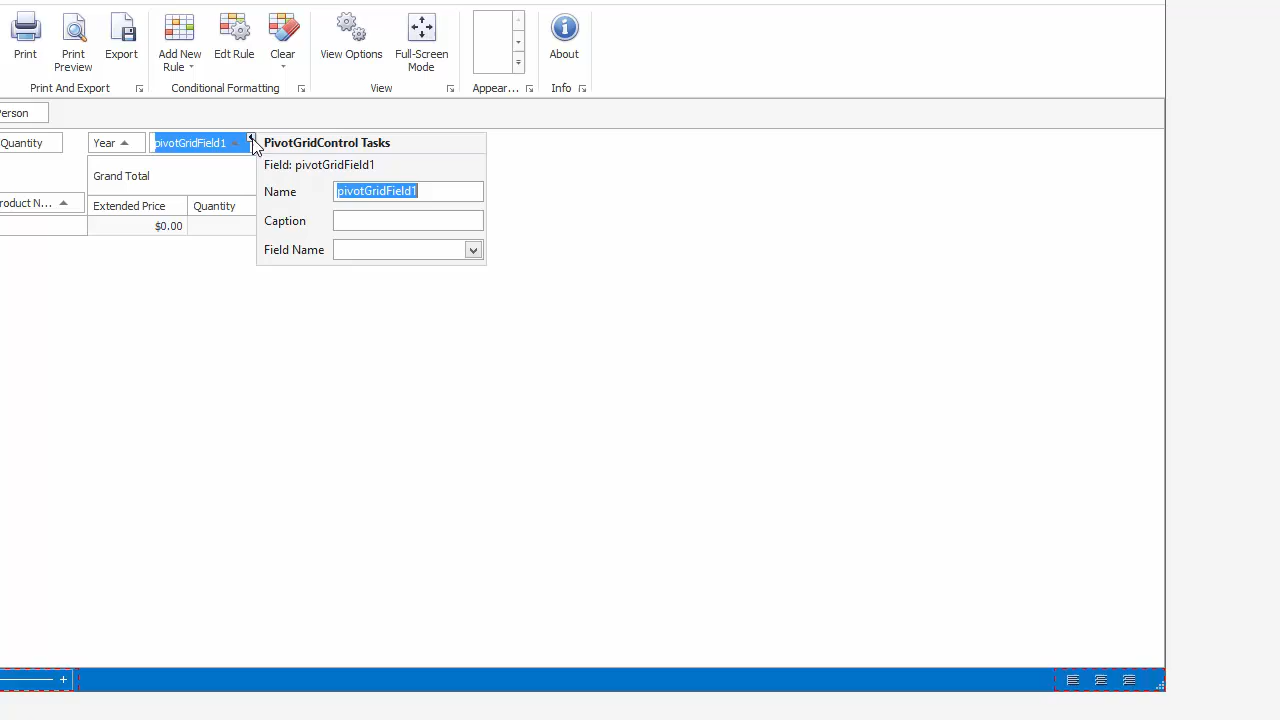 Print
Print
Preview
Export
Add New
Rule
Edt Rule
Clear
View Options
Full-Screen
Mode
About
Print And Export
Conditional Formatting
View
Appear...
Info
Person
Quantity
Year
pivotGridField1
PivotGridControl Tasks
Field: pivotGridField1
Name
pivotGridField1
Caption
Field Name
Grand Total
roduct N...
Extended Price
Quantity
$0.00